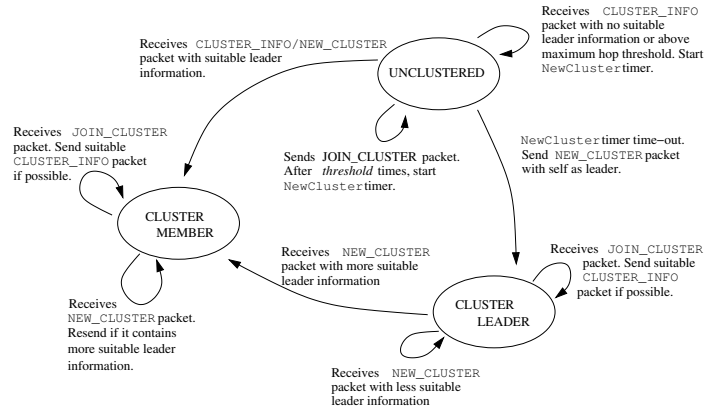 Receives CLUSTER_INFO
packet with no suitable
leader information or above
maximum hop threshold. Start
NewCluster timer.
Receives CLUSTER_INFO/NEW_CLUSTER
packet with suitable leader
information.
UNCLUSTERED
Receives JOIN_CLUSTER
packet. Send suitable
CLUSTER_INFO packet
if possible.
Sends JOIN_CLUSTER packet.
After threshold times, start
NewCluster timer.
NewCluster timer time-out.
Send NEW_CLUSTER packet
with self as leader.
CLUSTER
MEMBER
Receives NEW_CLUSTER
packet with more suitable
leader information
Receives JOIN_CLUSTER
packet. Send suitable
CLUSTER_INFO
packet if possible.
Receives
NEW_CLUSTER packet.
Resend if it contains
more suitable leader
information.
CLUSTER
LEADER
Receives NEW_CLUSTER
packet with less suitable
leader information